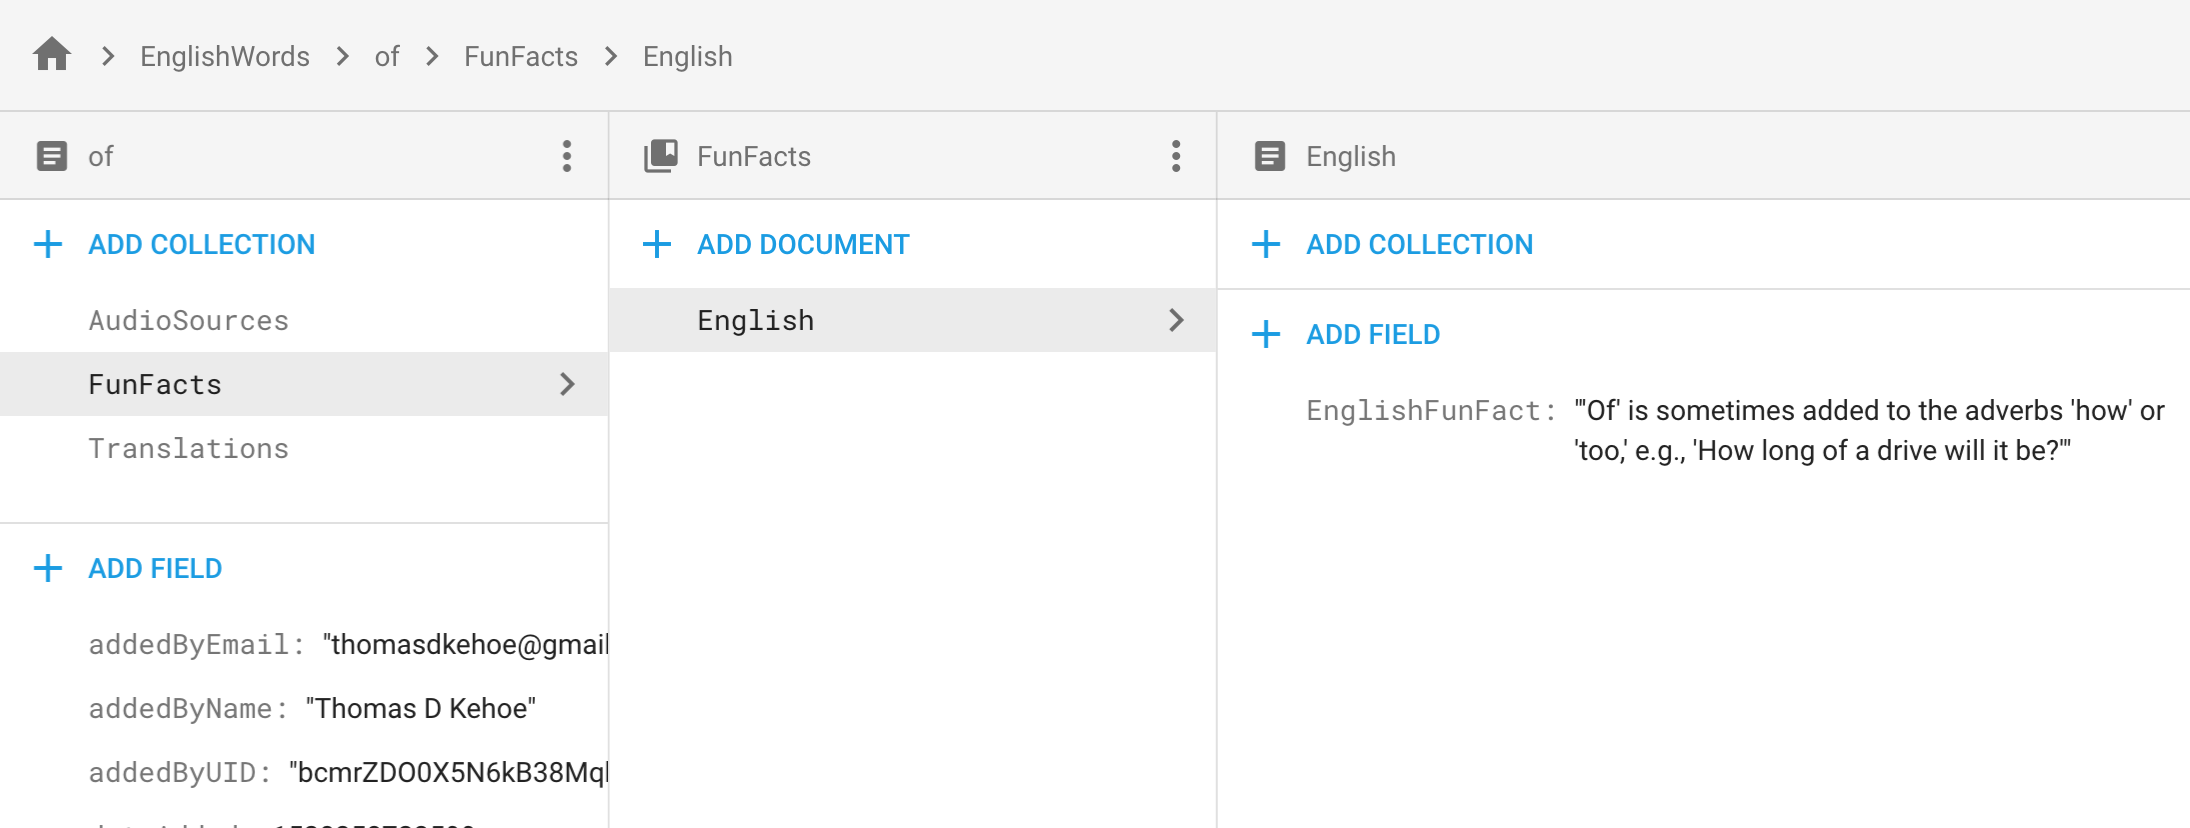 EnglishWords > of > FunFacts > English
of
FunFacts
English
ADD COLLECTION
ADD DOCUMENT
ADD COLLECTION
AudioSources
FunFacts
Translations
English
ADD FIELD
EnglishFunFact: "'Of' is sometimes added to the adverbs 'how' or
'too,' e.g., 'How long of a drive will it be?'"
ADD FIELD
addedByEmail: "thomasdkehoe@gmail
addedByName: "Thomas D Kehoe"
addedByUID: "bcmrZDO0X5N6kB38Mq